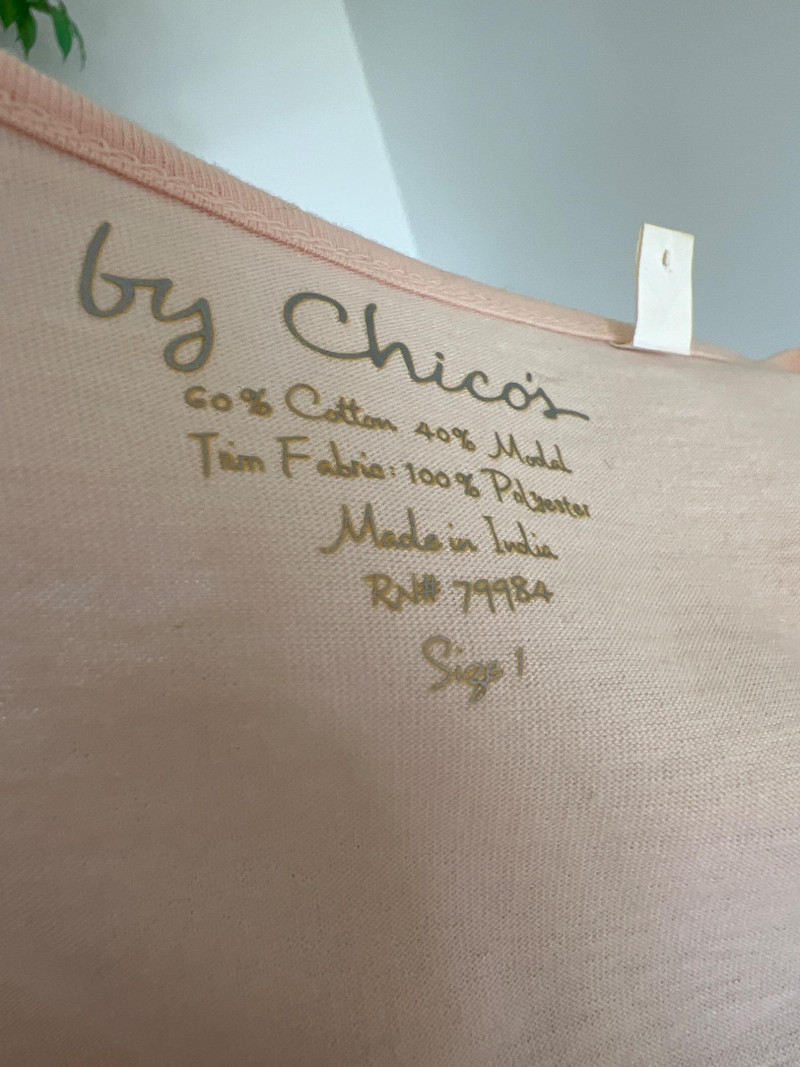 by Chico's
60% Cotton 40% Modal
Trim Fabric: 100% Polyester
Made in India
RN# 79984
Size 1